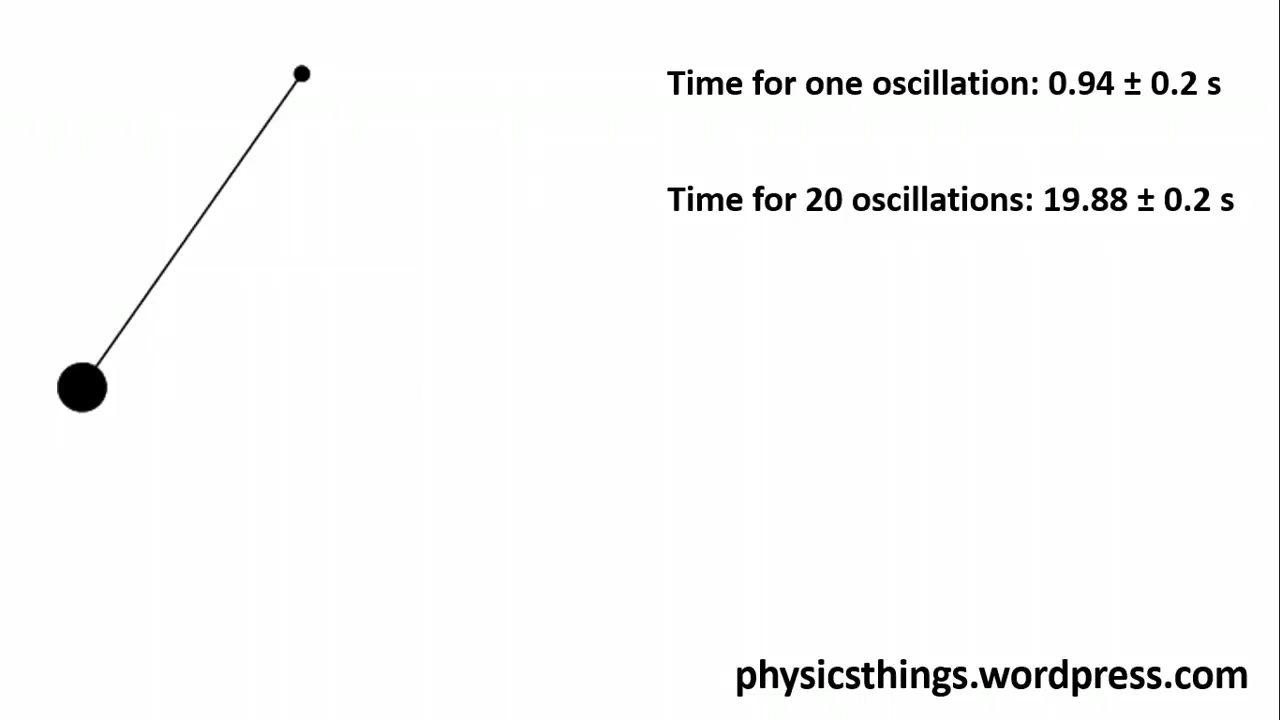 Time for one oscillation: 0.94 ± 0.2 s
Time for 20 oscillations: 19.88 ± 0.2 s
physicsthings.wordpress.com